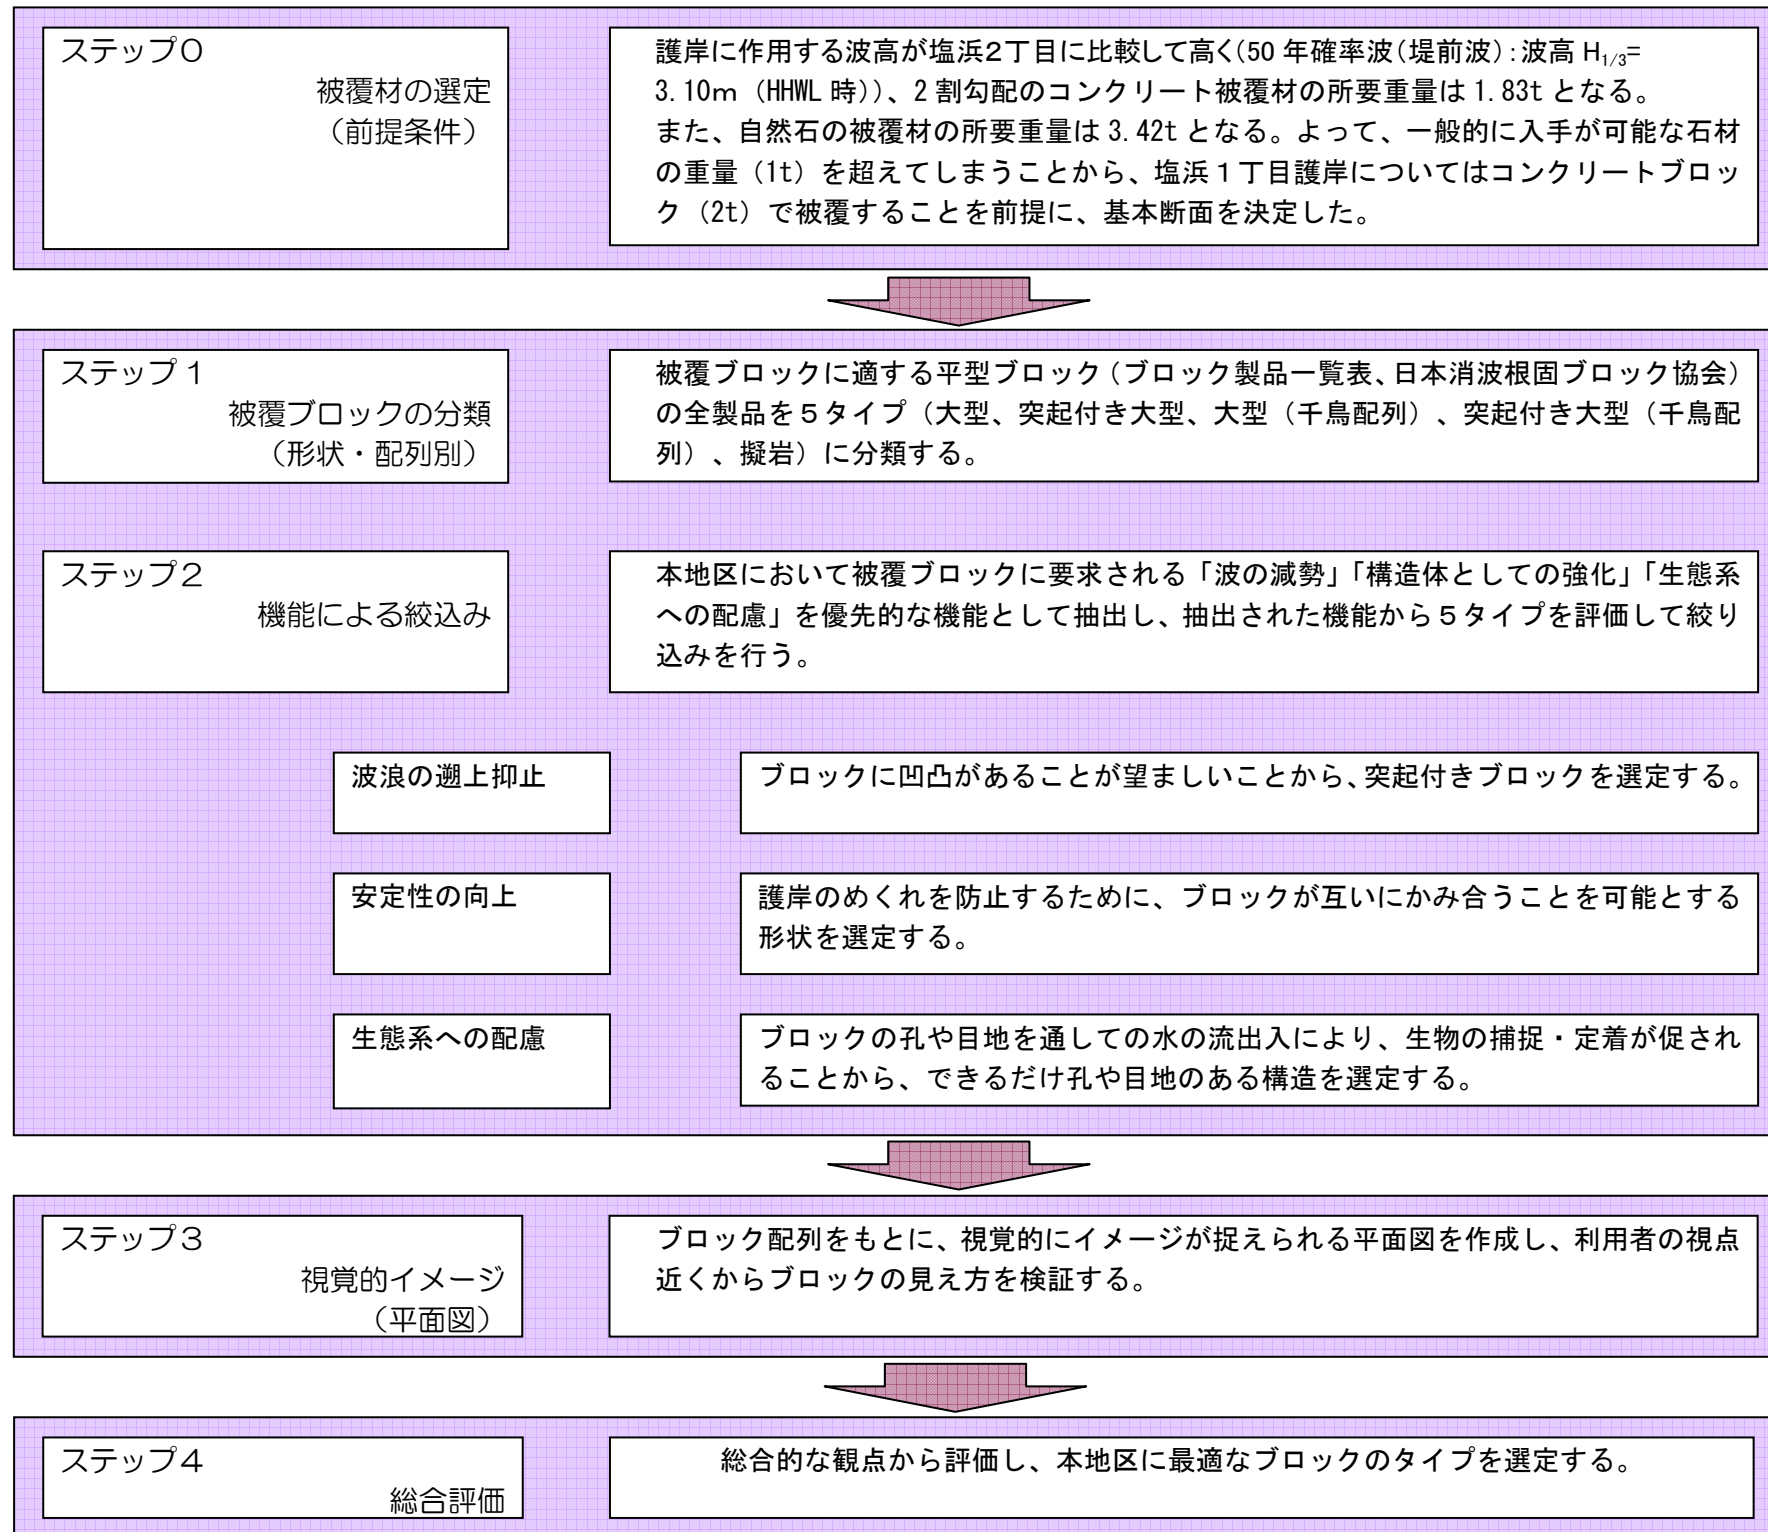 ステップ０
被覆材の選定
（前提条件）
護岸に作用する波高が塩浜２丁目に比較して高く（50 年確率波（堤前波）：波高 H1/3=
3.10ｍ（HHWL 時））、2 割勾配のコンクリート被覆材の所要重量は 1.83t となる。
また、自然石の被覆材の所要重量は 3.42t となる。よって、一般的に入手が可能な石材
の重量（1t）を超えてしまうことから、塩浜１丁目護岸についてはコンクリートブロッ
ク（2t）で被覆することを前提に、基本断面を決定した。
ステップ１
被覆ブロックの分類
（形状・配列別）
被覆ブロックに適する平型ブロック（ブロック製品一覧表、日本消波根固ブロック協会）
の全製品を５タイプ（大型、突起付き大型、大型（千鳥配列）、突起付き大型（千鳥配
列）、擬岩）に分類する。
ステップ２
機能による絞込み
本地区において被覆ブロックに要求される「波の減勢」「構造体としての強化」「生態系
への配慮」を優先的な機能として抽出し、抽出された機能から５タイプを評価して絞り
込みを行う。
波浪の遡上抑止
ブロックに凹凸があることが望ましいことから、突起付きブロックを選定する。
安定性の向上
護岸のめくれを防止するために、ブロックが互いにかみ合うことを可能とする
形状を選定する。
生態系への配慮
ブロックの孔や目地を通しての水の流出入により、生物の捕捉・定着が促され
ることから、できるだけ孔や目地のある構造を選定する。
ステップ３
視覚的イメージ
（平面図）
ブロック配列をもとに、視覚的にイメージが捉えられる平面図を作成し、利用者の視点
近くからブロックの見え方を検証する。
ステップ４
総合評価
総合的な観点から評価し、本地区に最適なブロックのタイプを選定する。